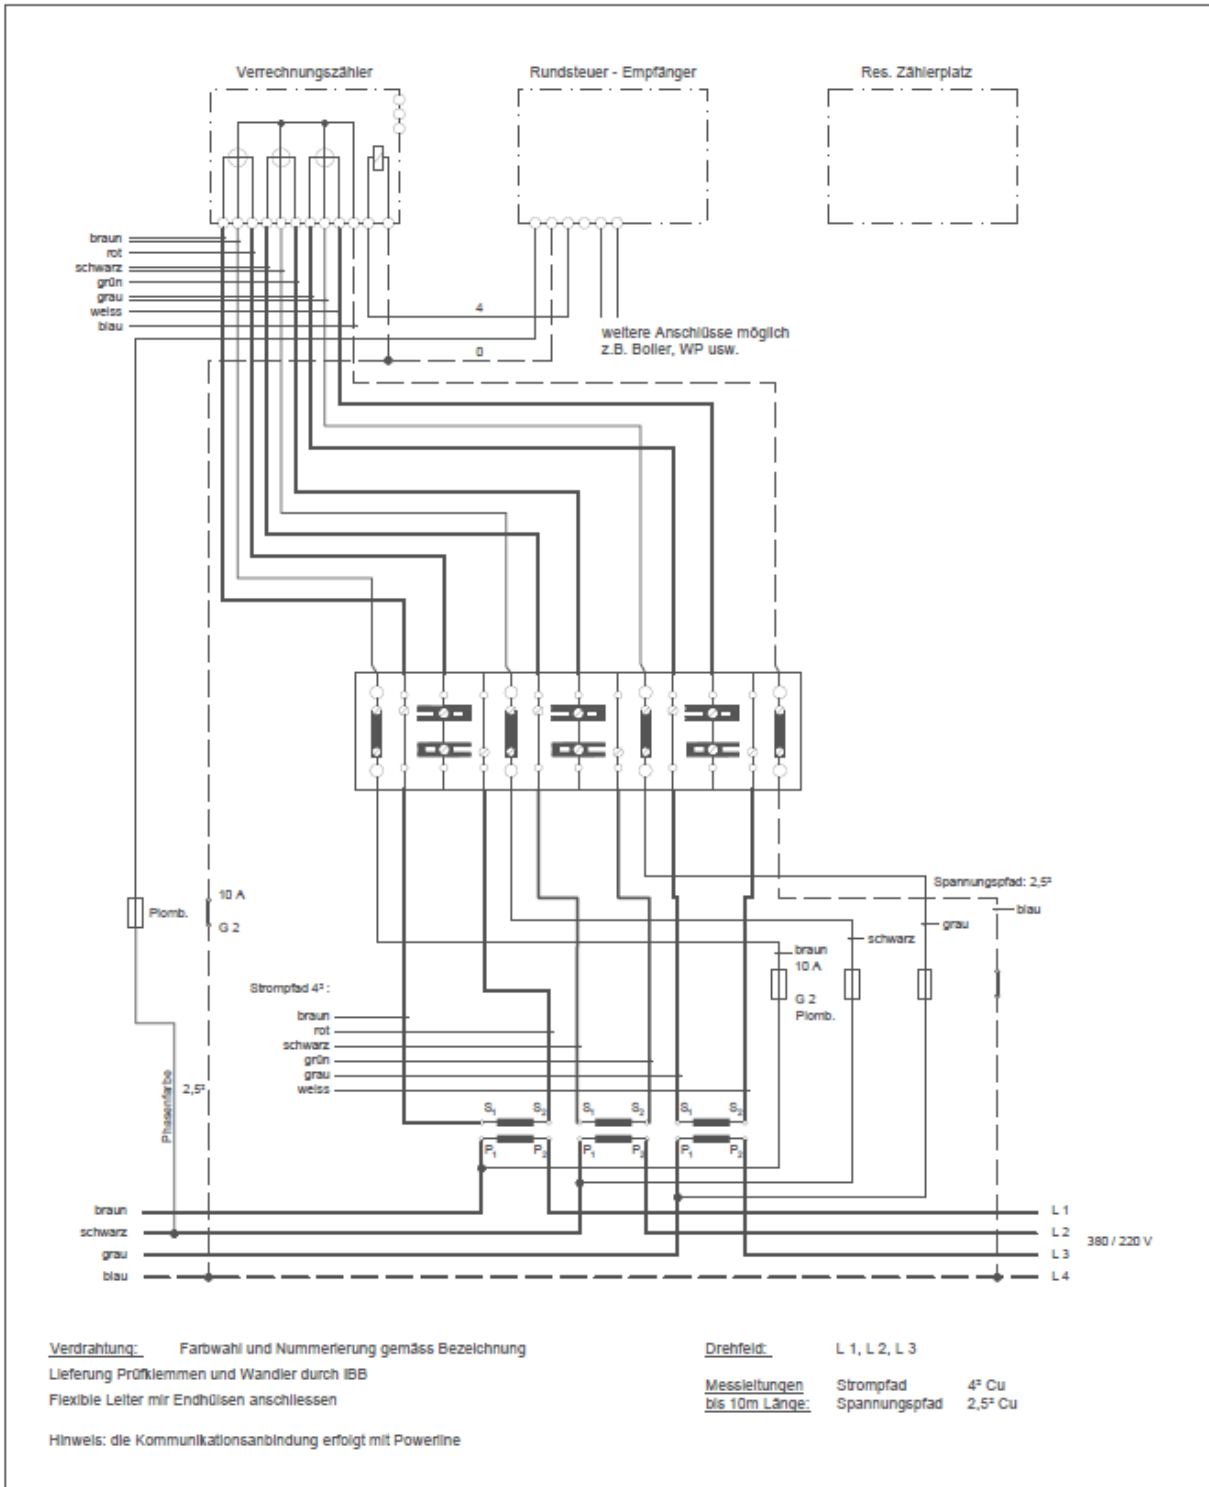 Verrechnungszähler
Rundsteuer - Empfänger
Res. Zählerplatz
braun
rot
schwarz
grün
grau
weiss
blau
4
0
weitere Anschlüsse möglich
z.B. Boiler, WP usw.
10 A
Plomb.
G 2
Spannungspfad: 2,5²
blau
grau
schwarz
braun
10 A
G 2
Plomb.
Strompfad 4² :
braun
rot
schwarz
grün
grau
weiss
Phasenfarbe
2,5²
S1 S2 S1 S2 S1 S2
P1 P2 P1 P2 P1 P2
braun L 1
schwarz L 2
380 / 220 V
grau L 3
blau L 4
Verdrahtung: Farbwahl und Nummerierung gemäss Bezeichnung
Lieferung Prüfklemmen und Wandler durch IBB
Flexible Leiter mir Endhülsen anschliessen
Hinweis: die Kommunikationsanbindung erfolgt mit Powerline
Drehfeld: L 1, L 2, L 3
Messleitungen Strompfad 4² Cu
bis 10m Länge: Spannungspfad 2,5² Cu